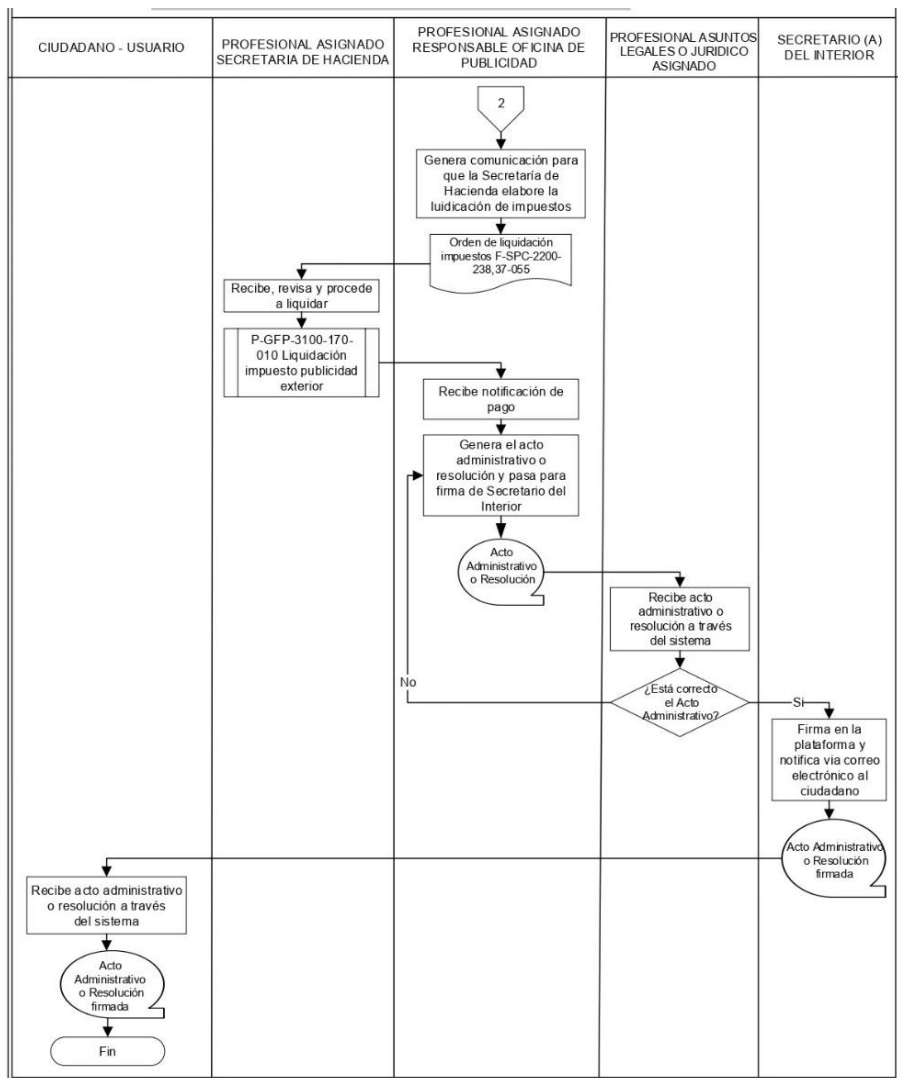 CIUDADANO - USUARIO
PROFESIONAL ASIGNADO
SECRETARIA DE HACIENDA
PROFESIONAL ASIGNADO
RESPONSABLE OFICINA DE
PUBLICIDAD
PROFESIONAL ASUNTOS
LEGALES O JURIDICO
ASIGNADO
SECRETARIO (A)
DEL INTERIOR
2
Genera comunicación para
que la Secretaría de
Hacienda elabore la
luidicación de impuestos
Orden de liquidación
impuestos F-SPC-2200-
238,37-055
Recibe, revisa y procede
a liquidar
P-GFP-3100-170-
010 Liquidación
impuesto publicidad
exterior
Recibe notificación de
pago
Genera el acto
administrativo o
resolución y pasa para
firma de Secretario del
Interior
Acto
Administrativo
o Resolución
Recibe acto
administrativo o
resolución a través
del sistema
No
¿Está correcto
el Acto
Administrativo?
Si
Firma en la
plataforma y
notifica via correo
electrónico al
ciudadano
Acto Administrativo
o Resolución
firmada
Recibe acto administrativo
o resolución a través
del sistema
Acto
Administrativo
o Resolución
firmada
Fin